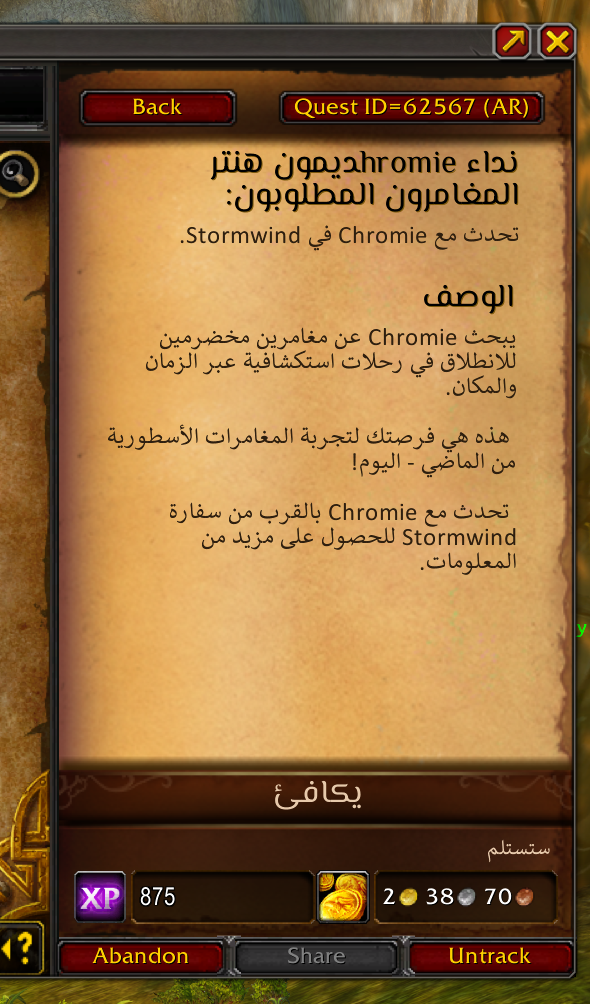 Back
Quest ID=62567 (AR)
نداء hromieديمون هنتر
المغامرون المطلوبون:
تحدث مع Chromie في Stormwind.
الوصف
يبحث Chromie عن مغامرين مخضرمين
للانطلاق في رحلات استكشافية عبر الزمان
والمكان.
هذه هي فرصتك لتجربة المغامرات الأسطورية
من الماضي - اليوم!
تحدث مع Chromie بالقرب من سفارة
Stormwind للحصول على مزيد من
المعلومات.
يكافئ
ستستلم
XP 875 2 38 70
Abandon Share Untrack
y
?